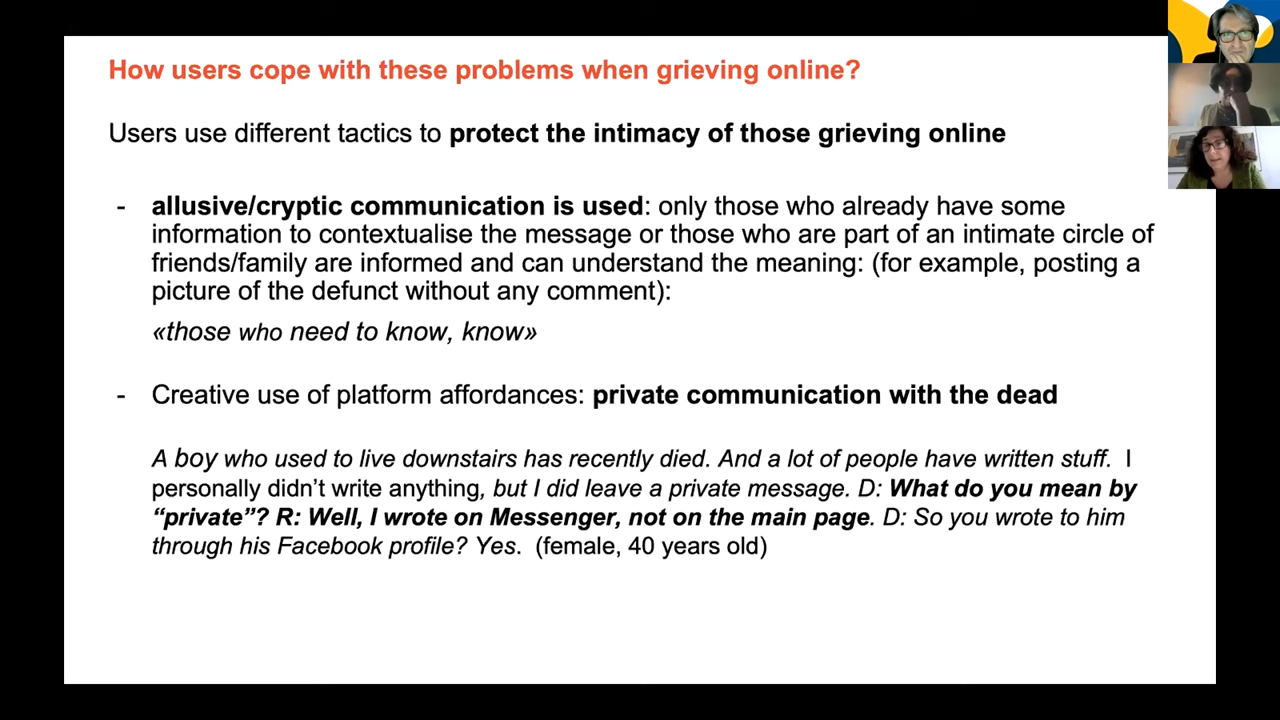 How users cope with these problems when grieving online?
Users use different tactics to protect the intimacy of those grieving online
- allusive/cryptic communication is used: only those who already have some
information to contextualise the message or those who are part of an intimate circle of
friends/family are informed and can understand the meaning: (for example, posting a
picture of the defunct without any comment):
«those who need to know, know»
- Creative use of platform affordances: private communication with the dead
A boy who used to live downstairs has recently died. And a lot of people have written stuff. I
personally didn't write anything, but I did leave a private message. D: What do you mean by
“private”? R: Well, I wrote on Messenger, not on the main page. D: So you wrote to him
through his Facebook profile? Yes. (female, 40 years old)